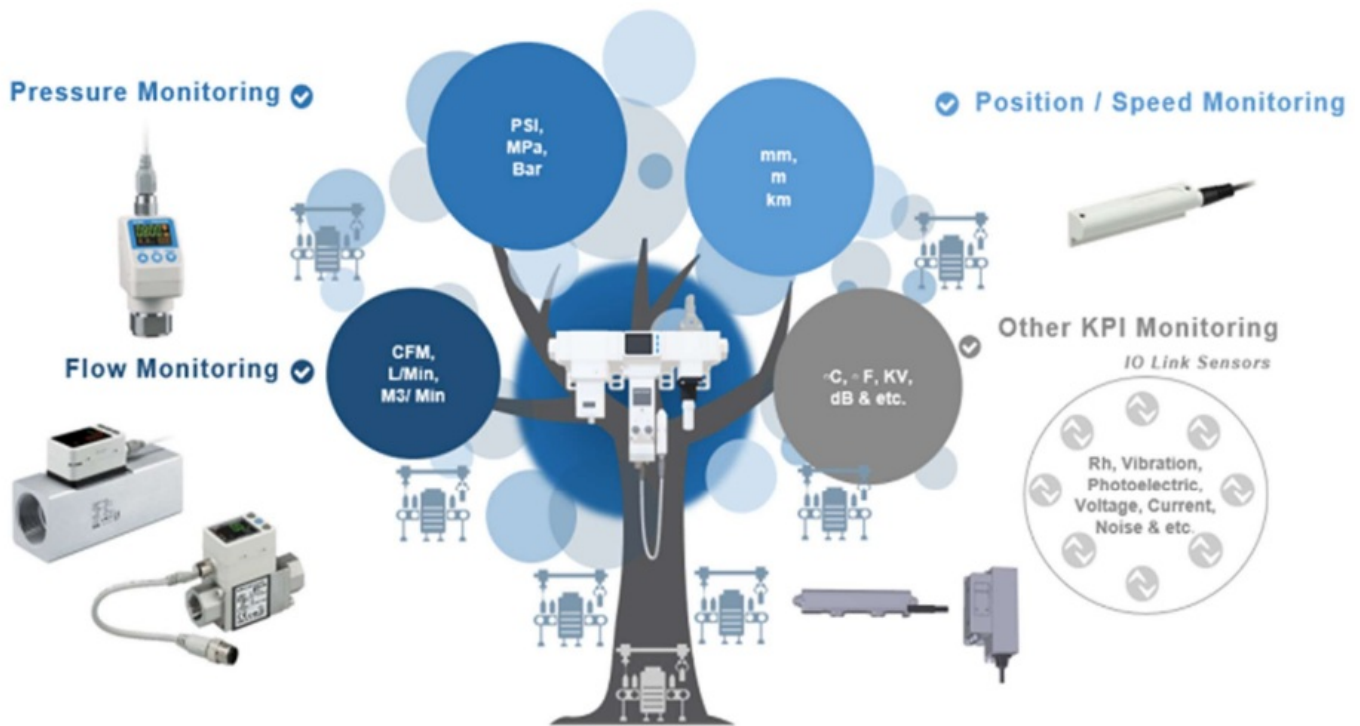 Pressure Monitoring
Position / Speed Monitoring
PSI,
MPa,
Bar
mm,
m
km
Flow Monitoring
Other KPI Monitoring
IO Link Sensors
CFM,
L/Min,
M3/ Min
◦C, ◦ F, KV,
dB & etc.
Rh, Vibration,
Photoelectric,
Voltage, Current,
Noise & etc.